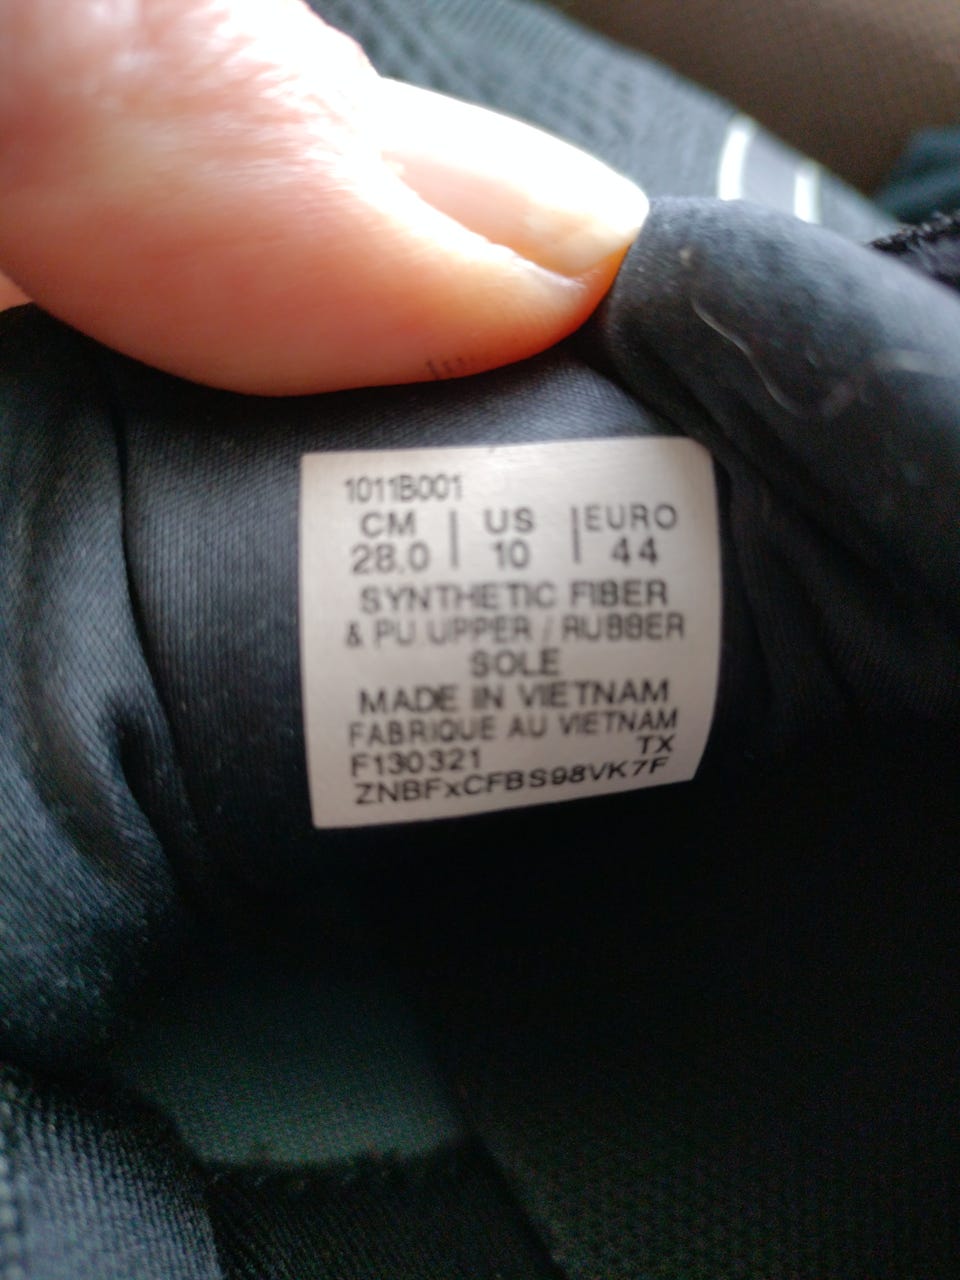 1011B001
CM | US | EURO
28.0 | 10 | 44
SYNTHETIC FIBER
& PU UPPER / RUBBER
SOLE
MADE IN VIETNAM
FABRIQUE AU VIETNAM
F130321 TX
ZNBFxCFBS98VK7F